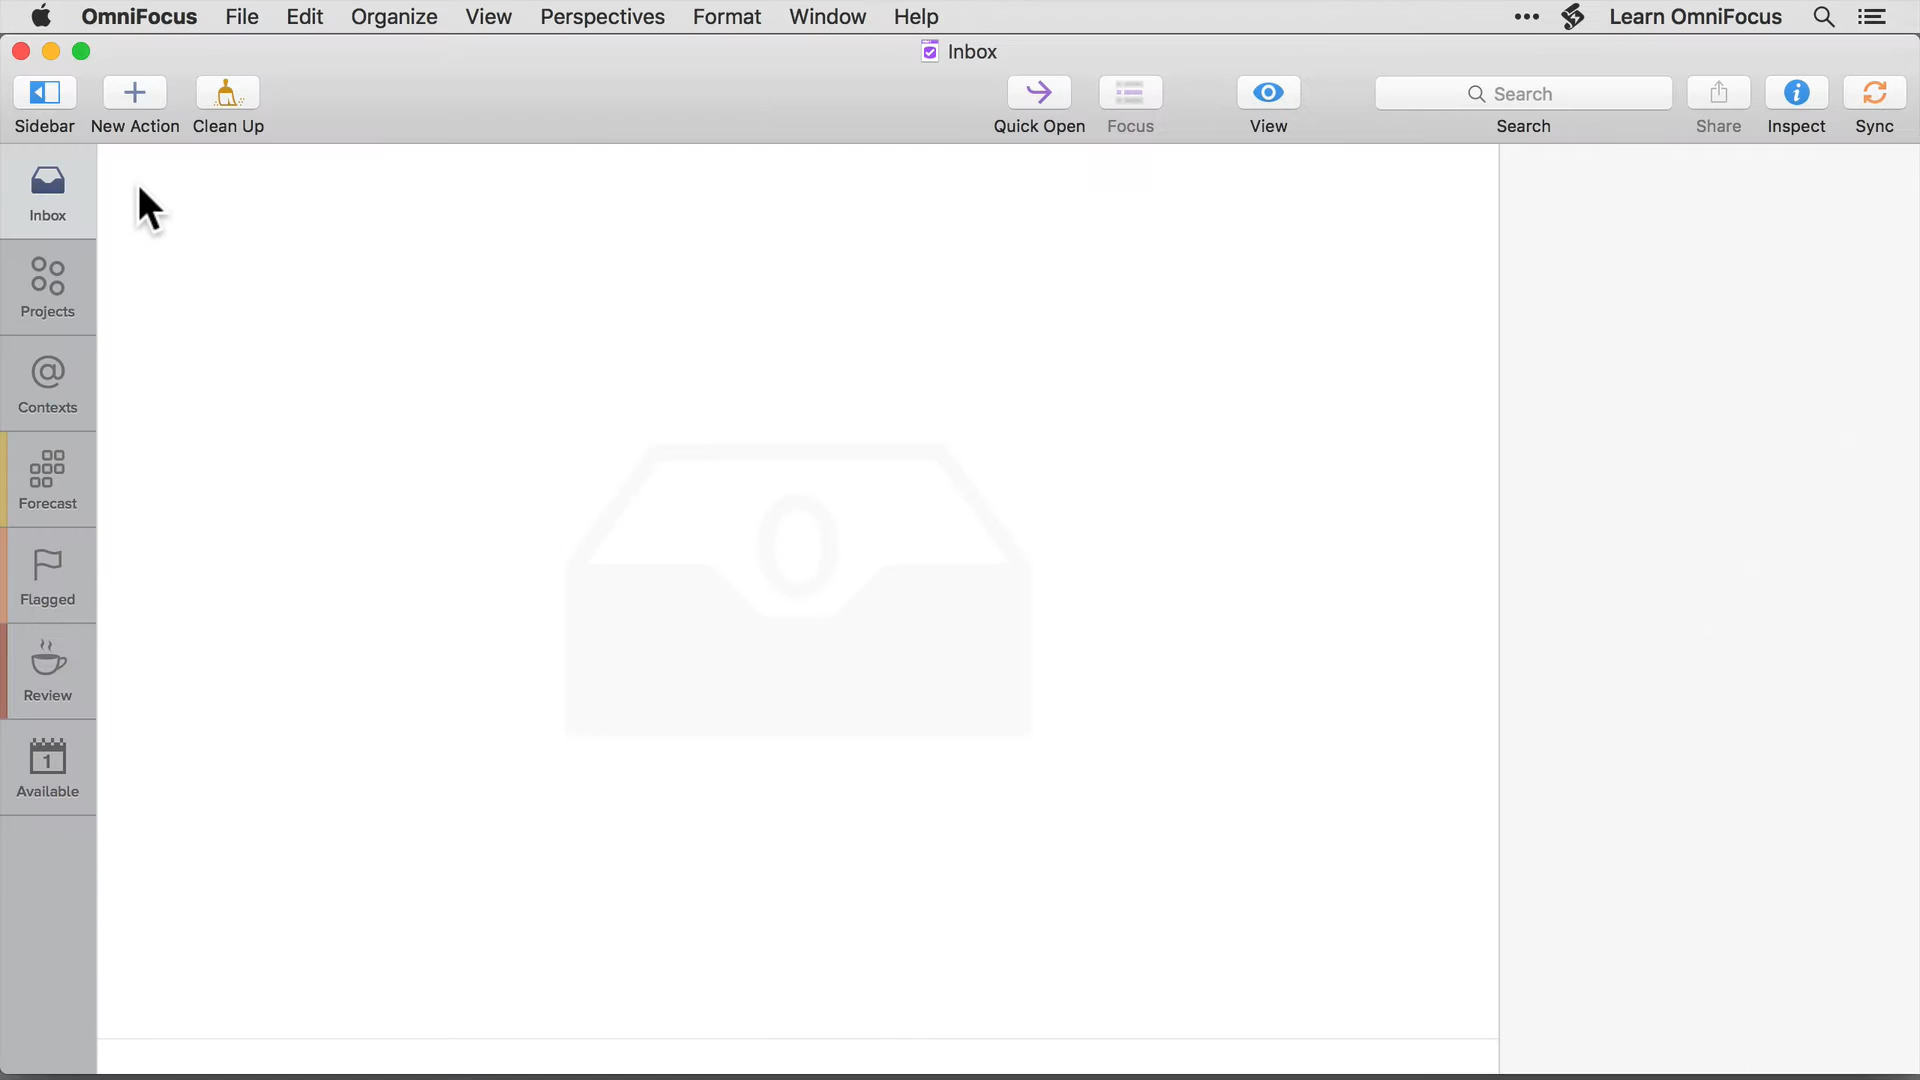 OmniFocus File Edit Organize View Perspectives Format Window Help Learn OmniFocus
Inbox
Search
Sidebar New Action Clean Up Quick Open Focus View Search Share Inspect Sync
Inbox
Projects
@
Contexts
Forecast
Flagged
Review
1
Available
0